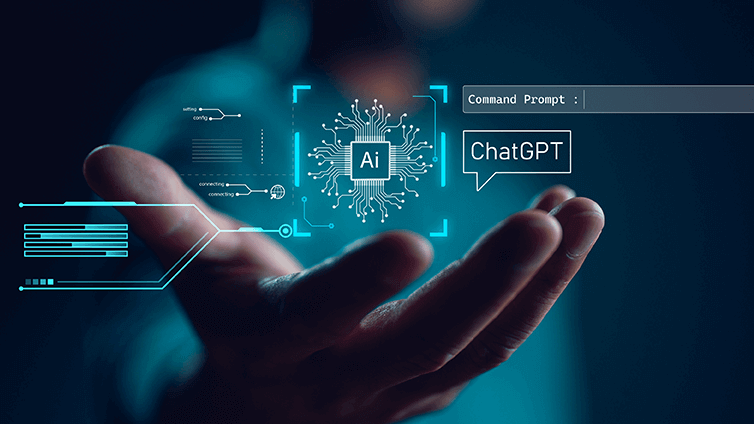 Command Prompt :
setting
config
Ai
ChatGPT
connecting
connecting